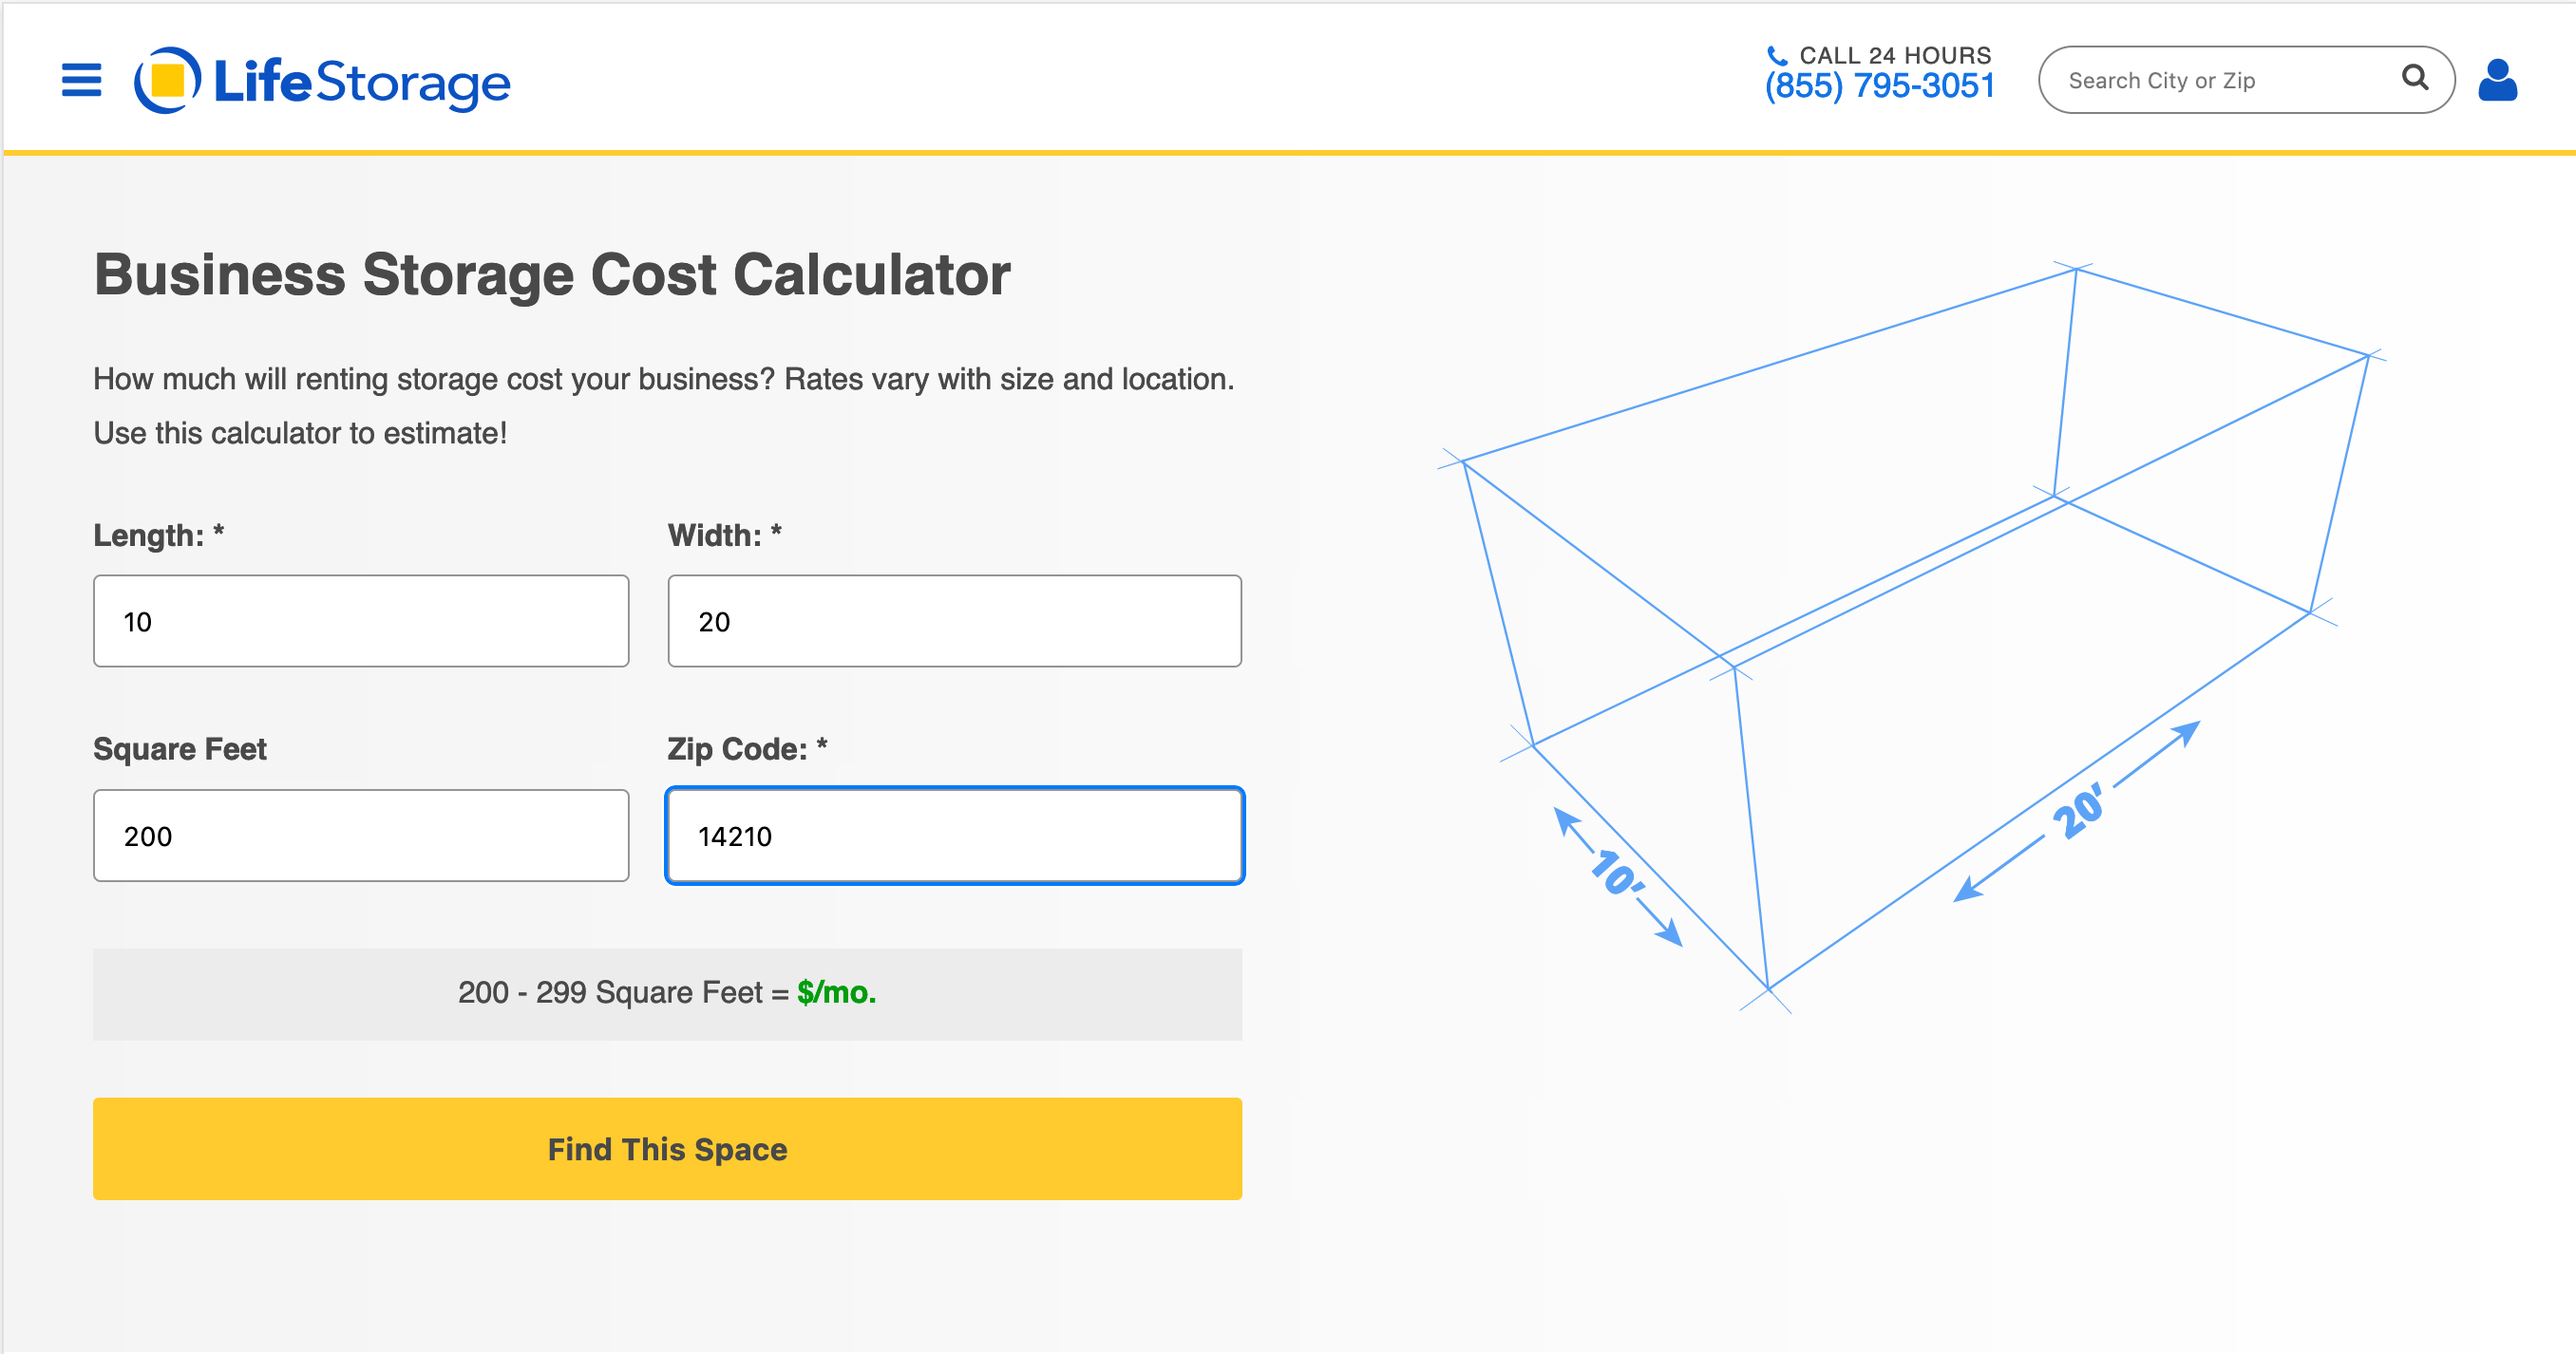 LifeStorage
CALL 24 HOURS
(855) 795-3051
Search City or Zip
Business Storage Cost Calculator
How much will renting storage cost your business? Rates vary with size and location.
Use this calculator to estimate!
Length: *
Width: *
10
20
Square Feet
Zip Code: *
200
14210
200 - 299 Square Feet = $/mo.
Find This Space
10'
20'